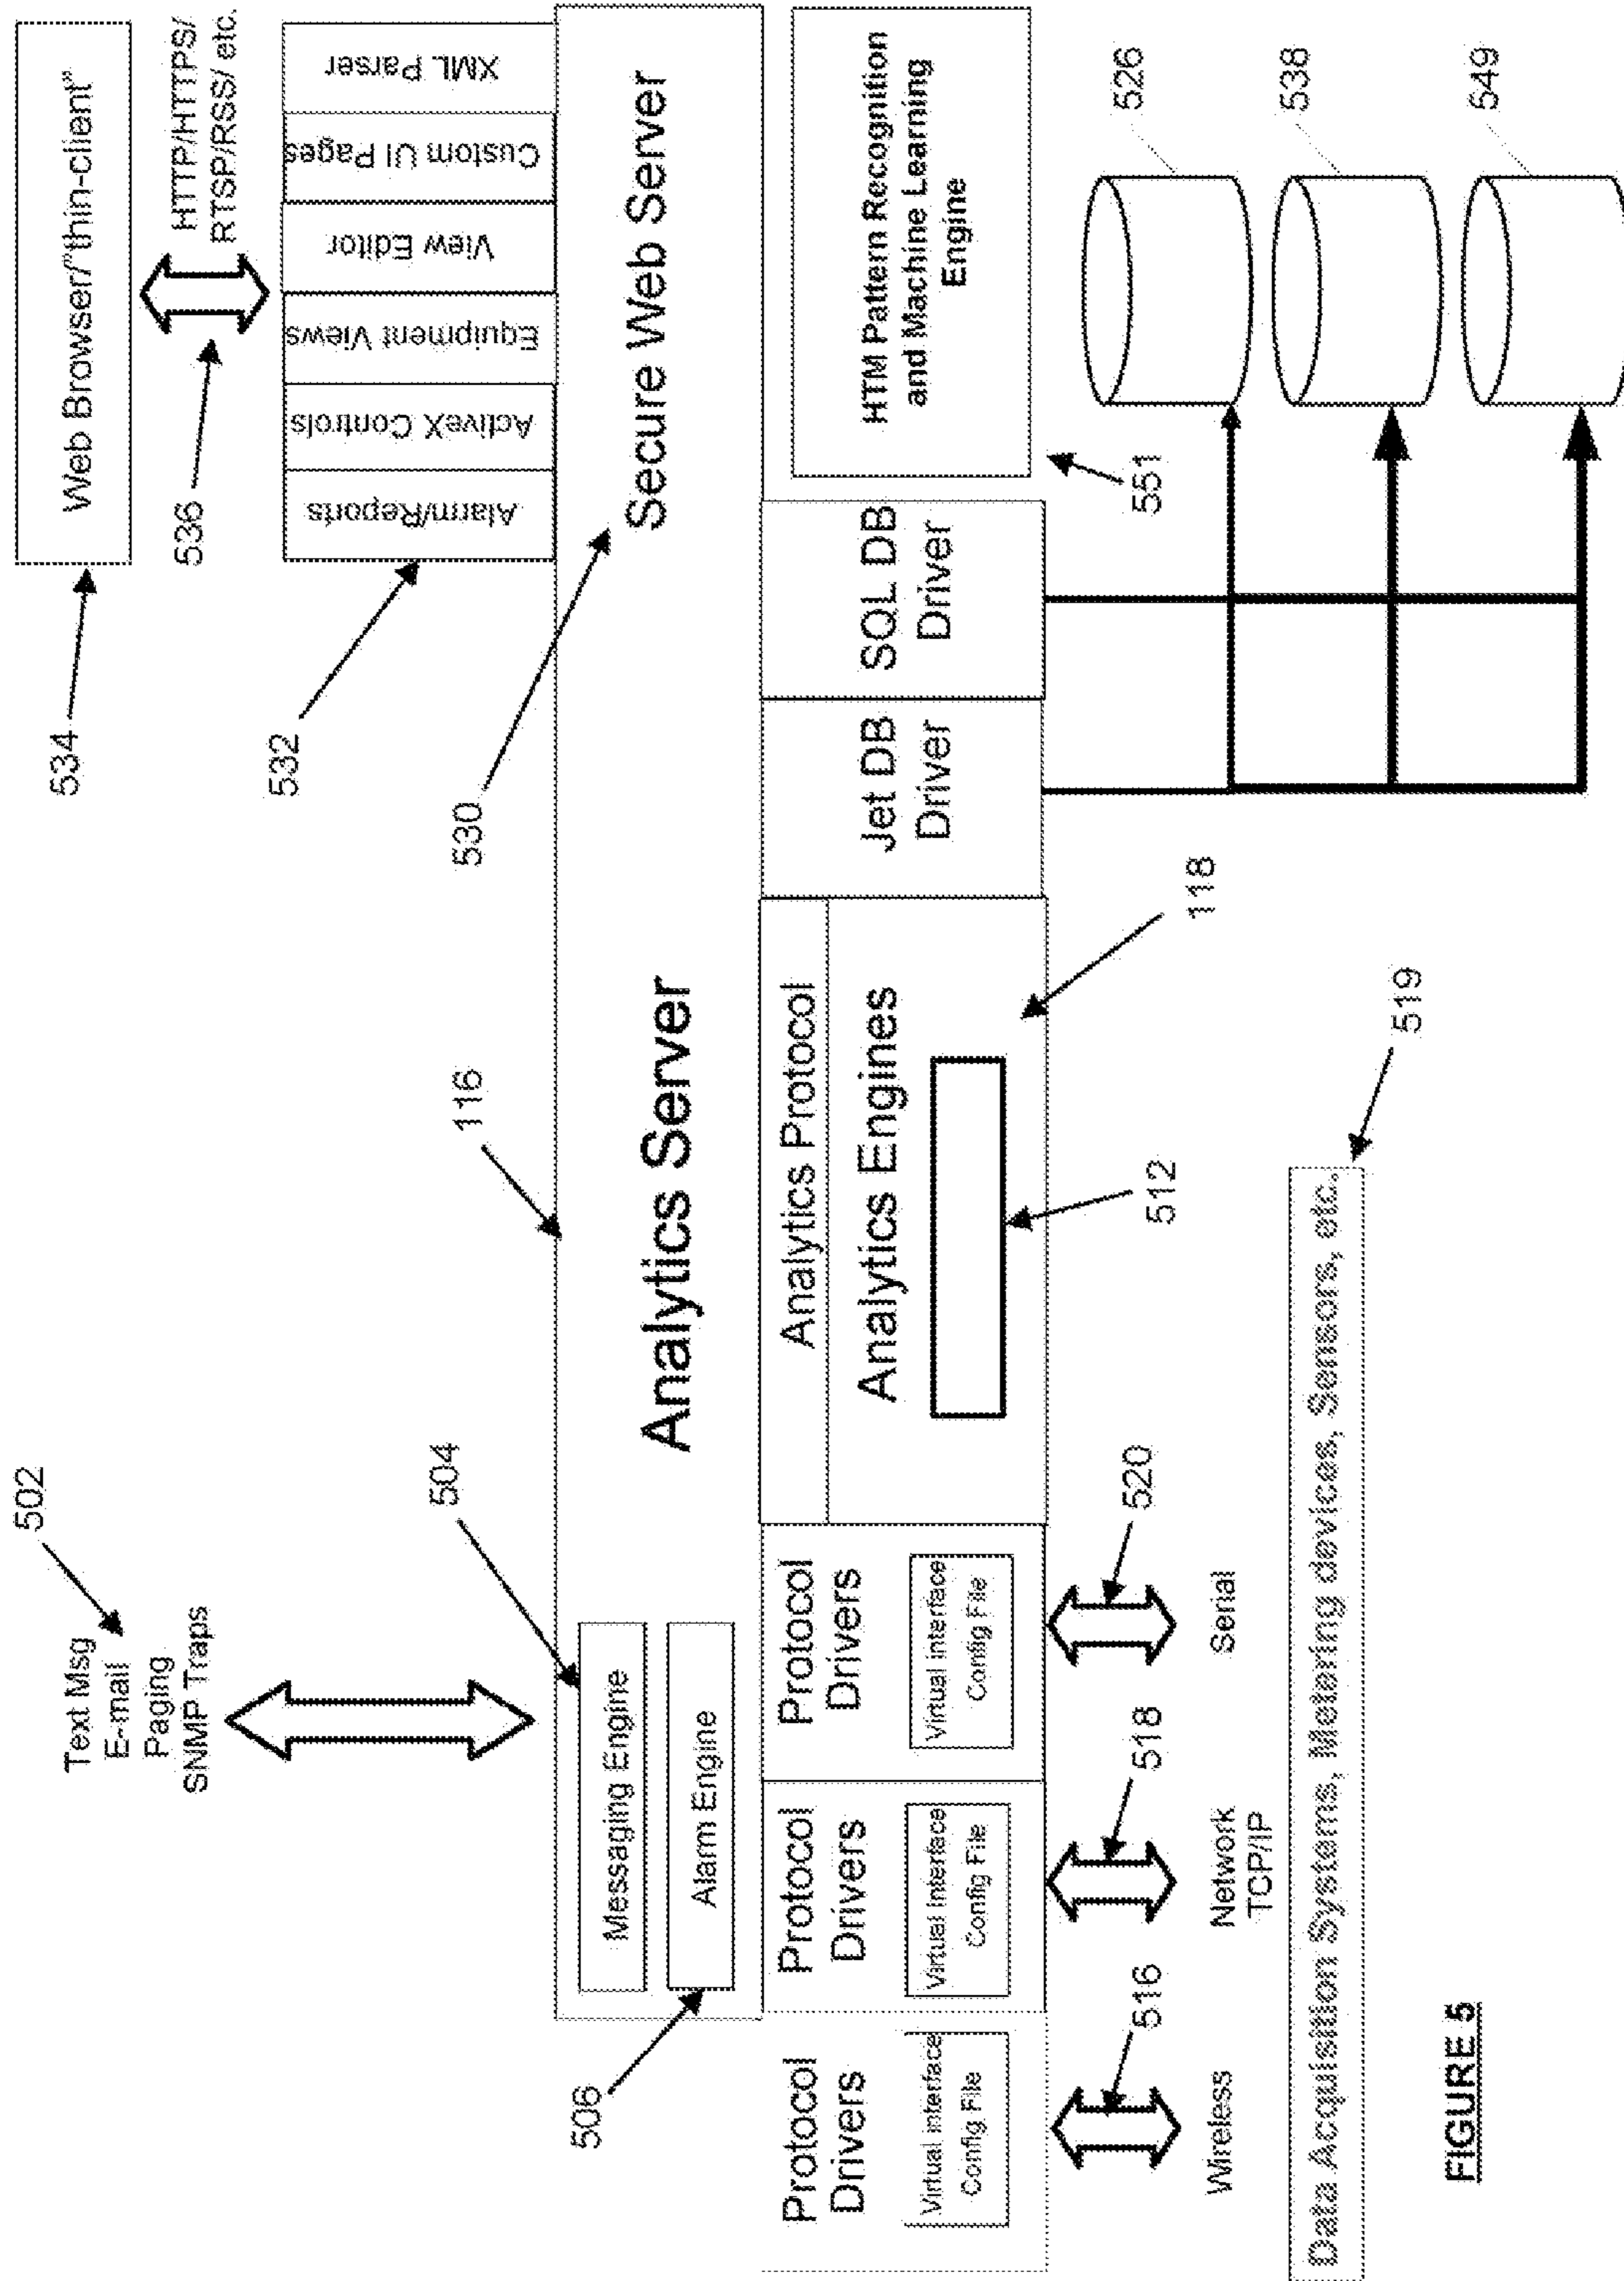 502
Text Msg
E-mail
Paging
SNMP Traps
534
Web Browser/"thin-client"
536
HTTP/HTTPS/
RTSP/RSS/ etc.
532
Alarm/Reports
ActiveX Controls
Equipment Views
View Editor
Custom UI Pages
XML Parser
504
116
530
506
Messaging Engine
Alarm Engine
Analytics Server
Secure Web Server
Protocol
Drivers
Virtual interface
Config File
Protocol
Drivers
Virtual Interface
Config File
Protocol
Drivers
Virtual interface
Config File
Analytics Protocol
Analytics Engines
512
118
Jet DB
Driver
SQL DB
Driver
HTM Pattern Recognition
and Machine Learning
Engine
551
516
Wireless
518
Network
TCP/IP
520
Serial
526
538
549
519
Data Acquisition Systems, Metering devices, Sensors, etc.
FIGURE 5